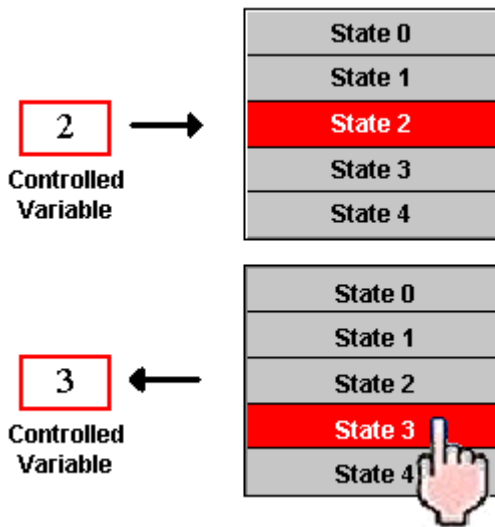 State 0
State 1
2
State 2
State 3
Controlled
Variable
State 4
State 0
State 1
3
State 2
State 3
Controlled
Variable
State 4